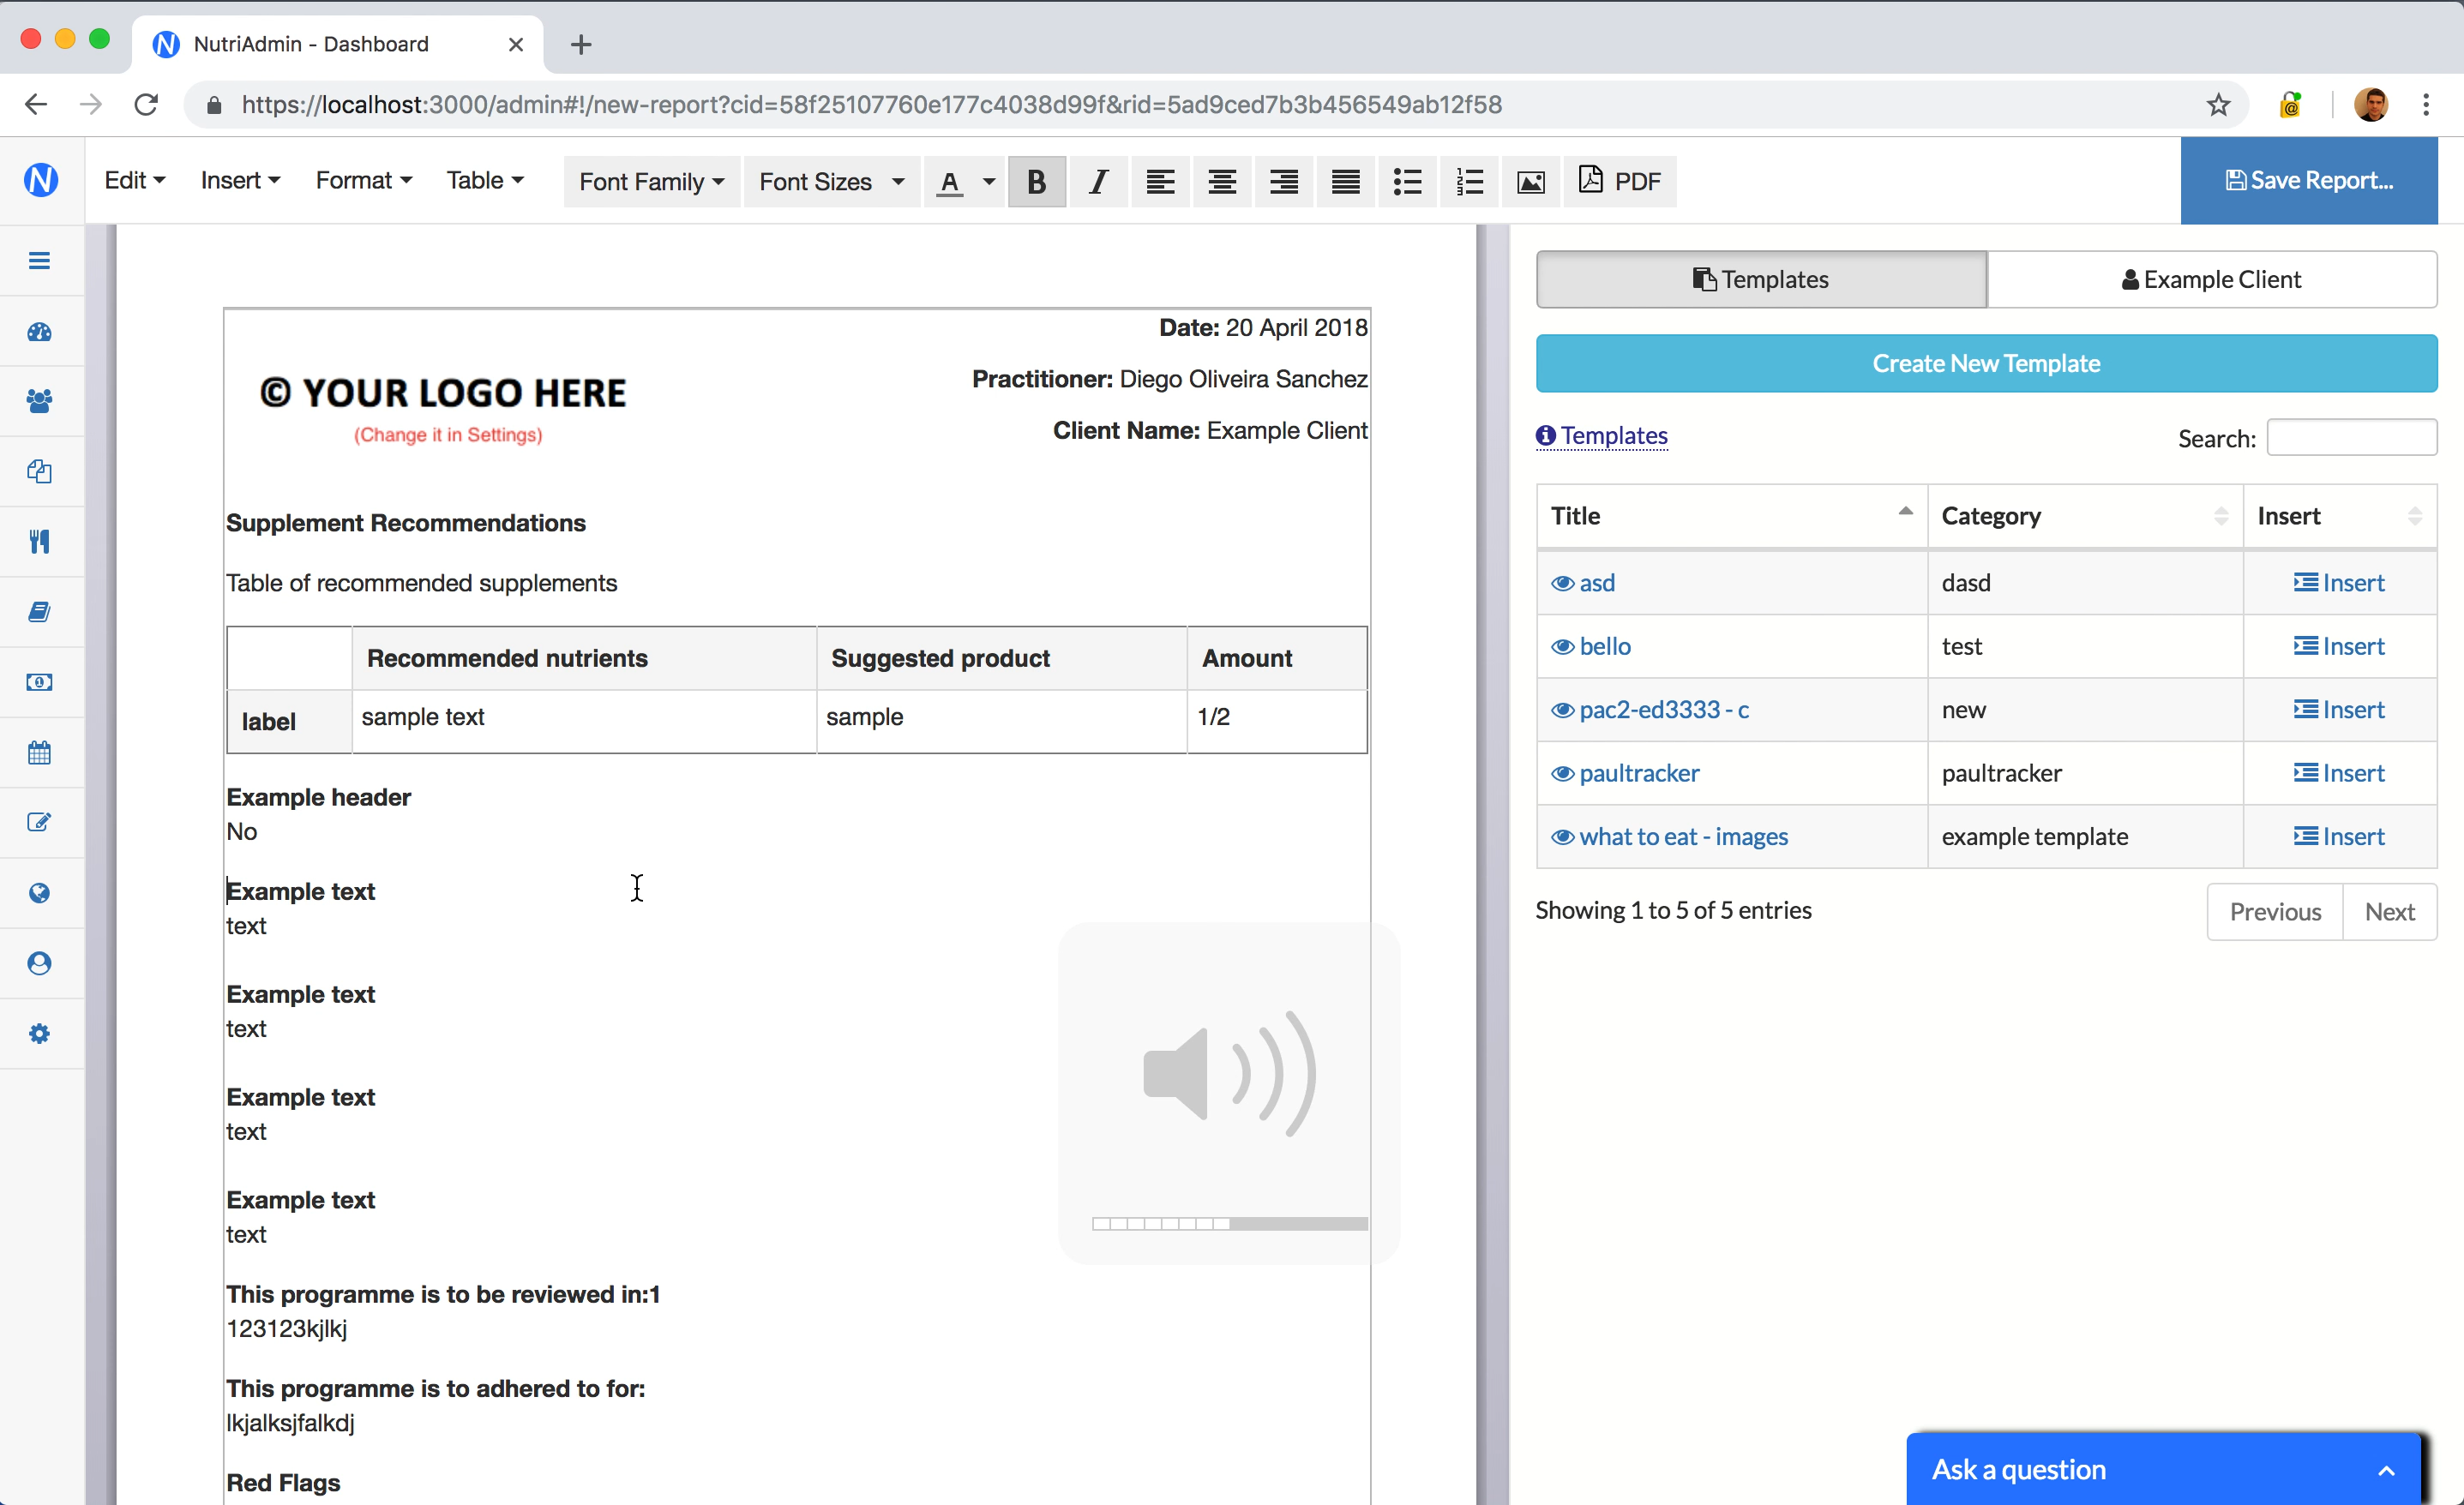 NutriAdmin - Dashboard
https://localhost:3000/admin#!/new-report?cid=58f25107760e177c4038d99f&rid=5ad9ced7b3b456549ab12f58
N Edit Insert Format Table Font Family Font Sizes A B I PDF Save Report...
Templates Example Client
Date: 20 April 2018
Create New Template
© YOUR LOGO HERE Practitioner: Diego Oliveira Sanchez
(Change it in Settings) Client Name: Example Client
Templates Search:
Supplement Recommendations
Table of recommended supplements
Recommended nutrients Suggested product Amount
label sample text sample 1/2
Example header
No
Example text
text
Example text
text
Example text
text
Example text
text
This programme is to be reviewed in:1
123123kjlkj
This programme is to adhered to for:
lkjalksjfalkdj
Red Flags
Title Category Insert
asd dasd Insert
bello test Insert
pac2-ed3333 - c new Insert
paultracker paultracker Insert
what to eat - images example template Insert
Showing 1 to 5 of 5 entries Previous Next
Ask a question